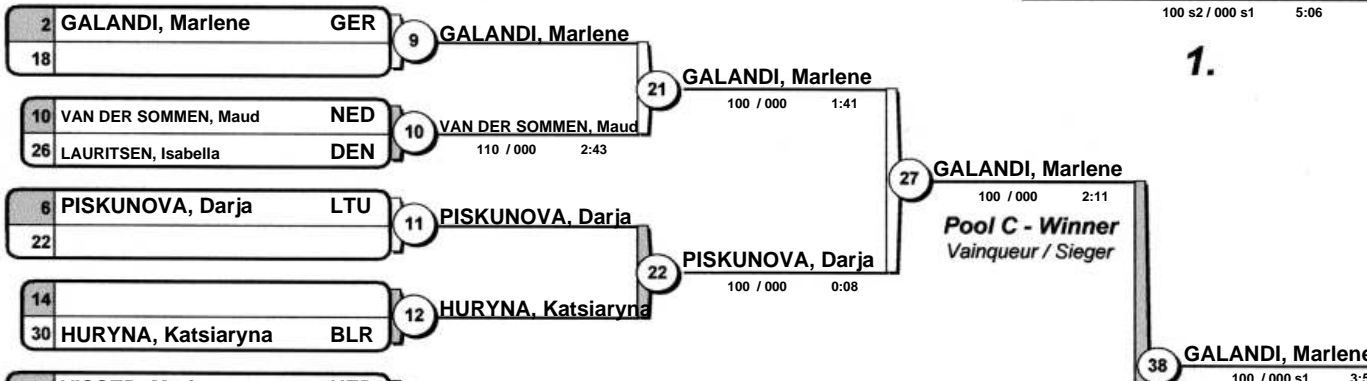 100 s2 / 000 s1 5:06
1.
2 GALANDI, Marlene GER
18
9 GALANDI, Marlene
10 VAN DER SOMMEN, Maud NED
26 LAURITSEN, Isabella DEN
10 VAN DER SOMMEN, Maud
110 / 000 2:43
21 GALANDI, Marlene
100 / 000 1:41
6 PISKUNOVA, Darja LTU
22
11 PISKUNOVA, Darja
14
30 HURYNA, Katsiaryna BLR
12 HURYNA, Katsiaryna
22 PISKUNOVA, Darja
100 / 000 0:08
27 GALANDI, Marlene
100 / 000 2:11
Pool C - Winner
Vainqueur / Sieger
38 GALANDI, Marlene
100 / 000 s1